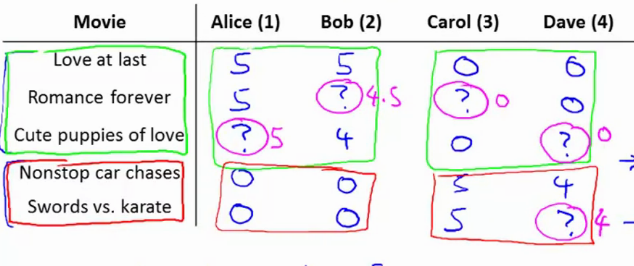 Movie Alice (1) Bob (2) Carol (3) Dave (4)
Love at last 5 5 0 0
Romance forever 5 ? 4.5 ? 0 0
Cute puppies of love ? 5 4 0 ? 0
Nonstop car chases 0 0 5 4
Swords vs. karate 0 0 5 ? 4